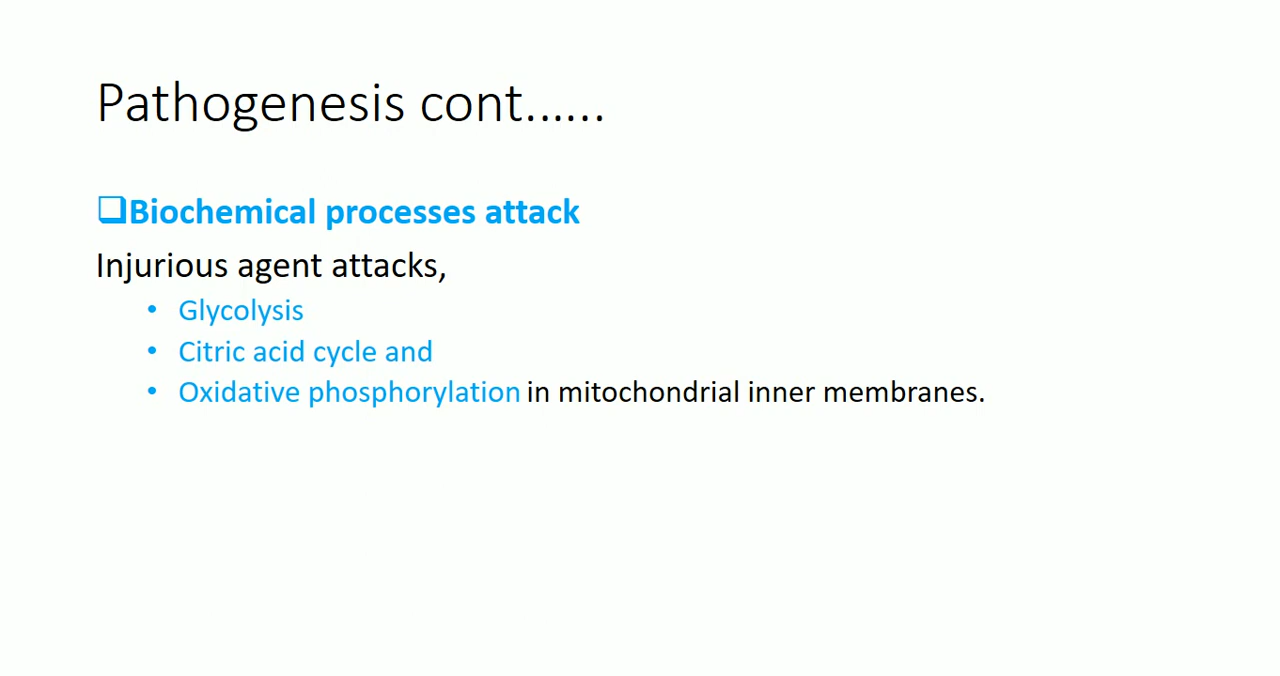 Pathogenesis cont......
❑Biochemical processes attack
Injurious agent attacks,
• Glycolysis
• Citric acid cycle and
• Oxidative phosphorylation in mitochondrial inner membranes.